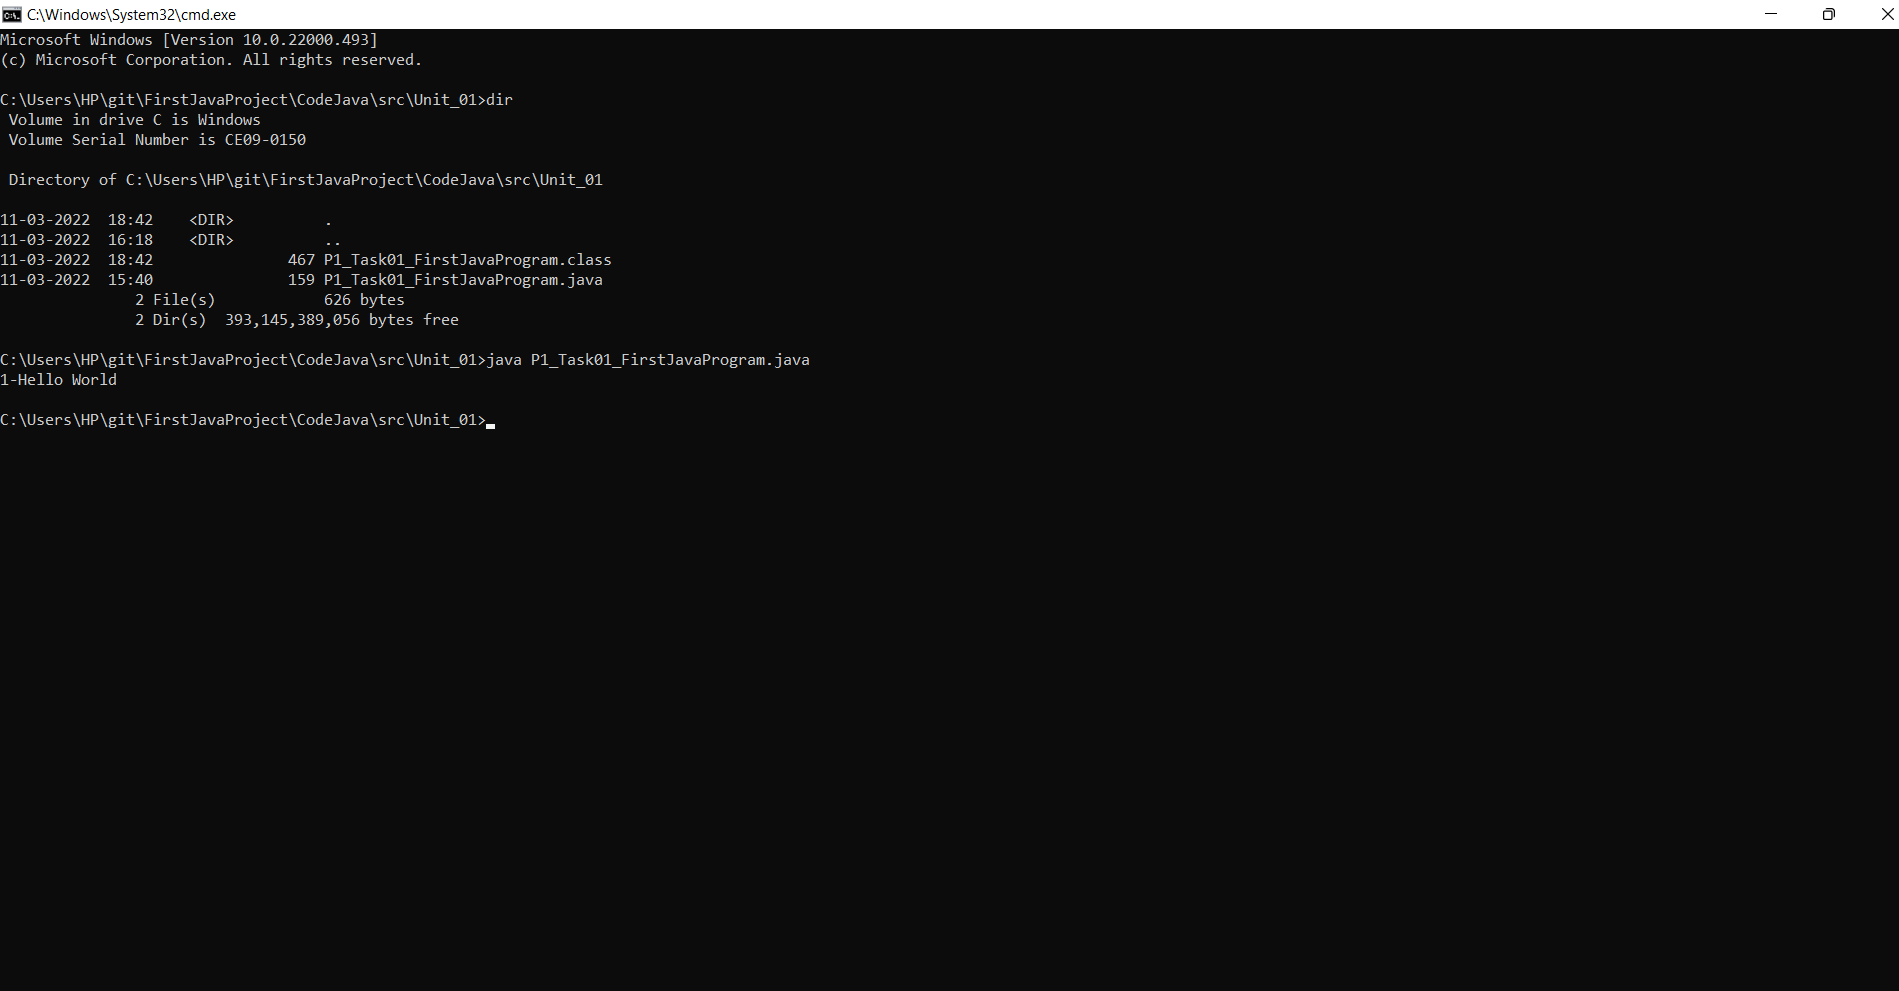 C:\Windows\System32\cmd.exe
Microsoft Windows [Version 10.0.22000.493]
(c) Microsoft Corporation. All rights reserved.
C:\Users\HP\git\FirstJavaProject\CodeJava\src\Unit_01>dir
 Volume in drive C is Windows
 Volume Serial Number is CE09-0150
 Directory of C:\Users\HP\git\FirstJavaProject\CodeJava\src\Unit_01
11-03-2022  18:42    <DIR>          .
11-03-2022  16:18    <DIR>          ..
11-03-2022  18:42               467 P1_Task01_FirstJavaProgram.class
11-03-2022  15:40               159 P1_Task01_FirstJavaProgram.java
               2 File(s)            626 bytes
               2 Dir(s)  393,145,389,056 bytes free
C:\Users\HP\git\FirstJavaProject\CodeJava\src\Unit_01>java P1_Task01_FirstJavaProgram.java
1-Hello World
C:\Users\HP\git\FirstJavaProject\CodeJava\src\Unit_01>